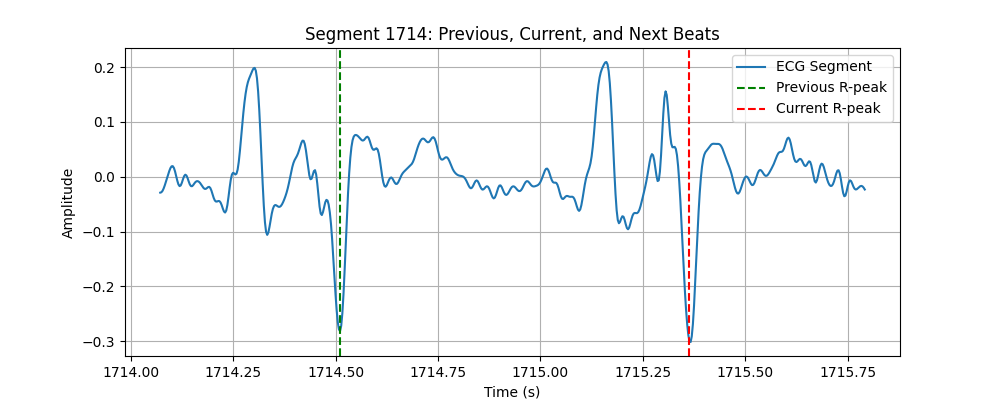 Segment 1714: Previous, Current, and Next Beats
ECG Segment
Previous R-peak
Current R-peak
Amplitude
0.2
0.1
0.0
−0.1
−0.2
−0.3
1714.00 1714.25 1714.50 1714.75 1715.00 1715.25 1715.50 1715.75
Time (s)